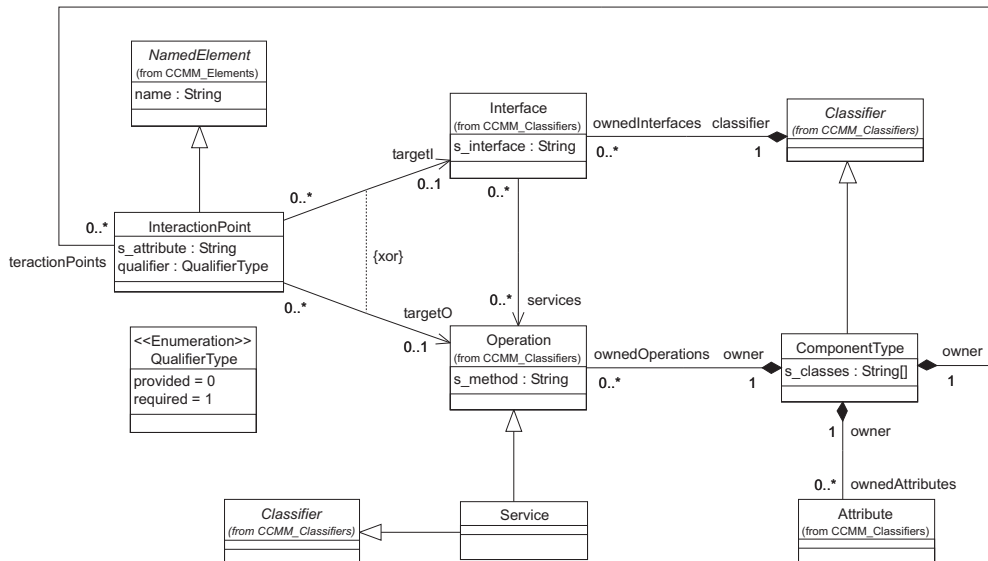 NamedElement
(from CCMM_Elements)
name : String
Interface
(from CCMM_Classifiers)
s_interface : String
ownedInterfaces
classifier
0..*
1
Classifier
(from CCMM_Classifiers)
targetI
0..1
0..*
0..*
0..*
teractionPoints
InteractionPoint
s_attribute : String
qualifier : QualifierType
{xor}
0..*
targetO
0..1
0..*
services
<<Enumeration>>
QualifierType
provided = 0
required = 1
Operation
(from CCMM_Classifiers)
s_method : String
ownedOperations
owner
0..*
1
ComponentType
s_classes : String[]
owner
1
1
owner
0..*
ownedAttributes
Classifier
(from CCMM_Classifiers)
Service
Attribute
(from CCMM_Classifiers)